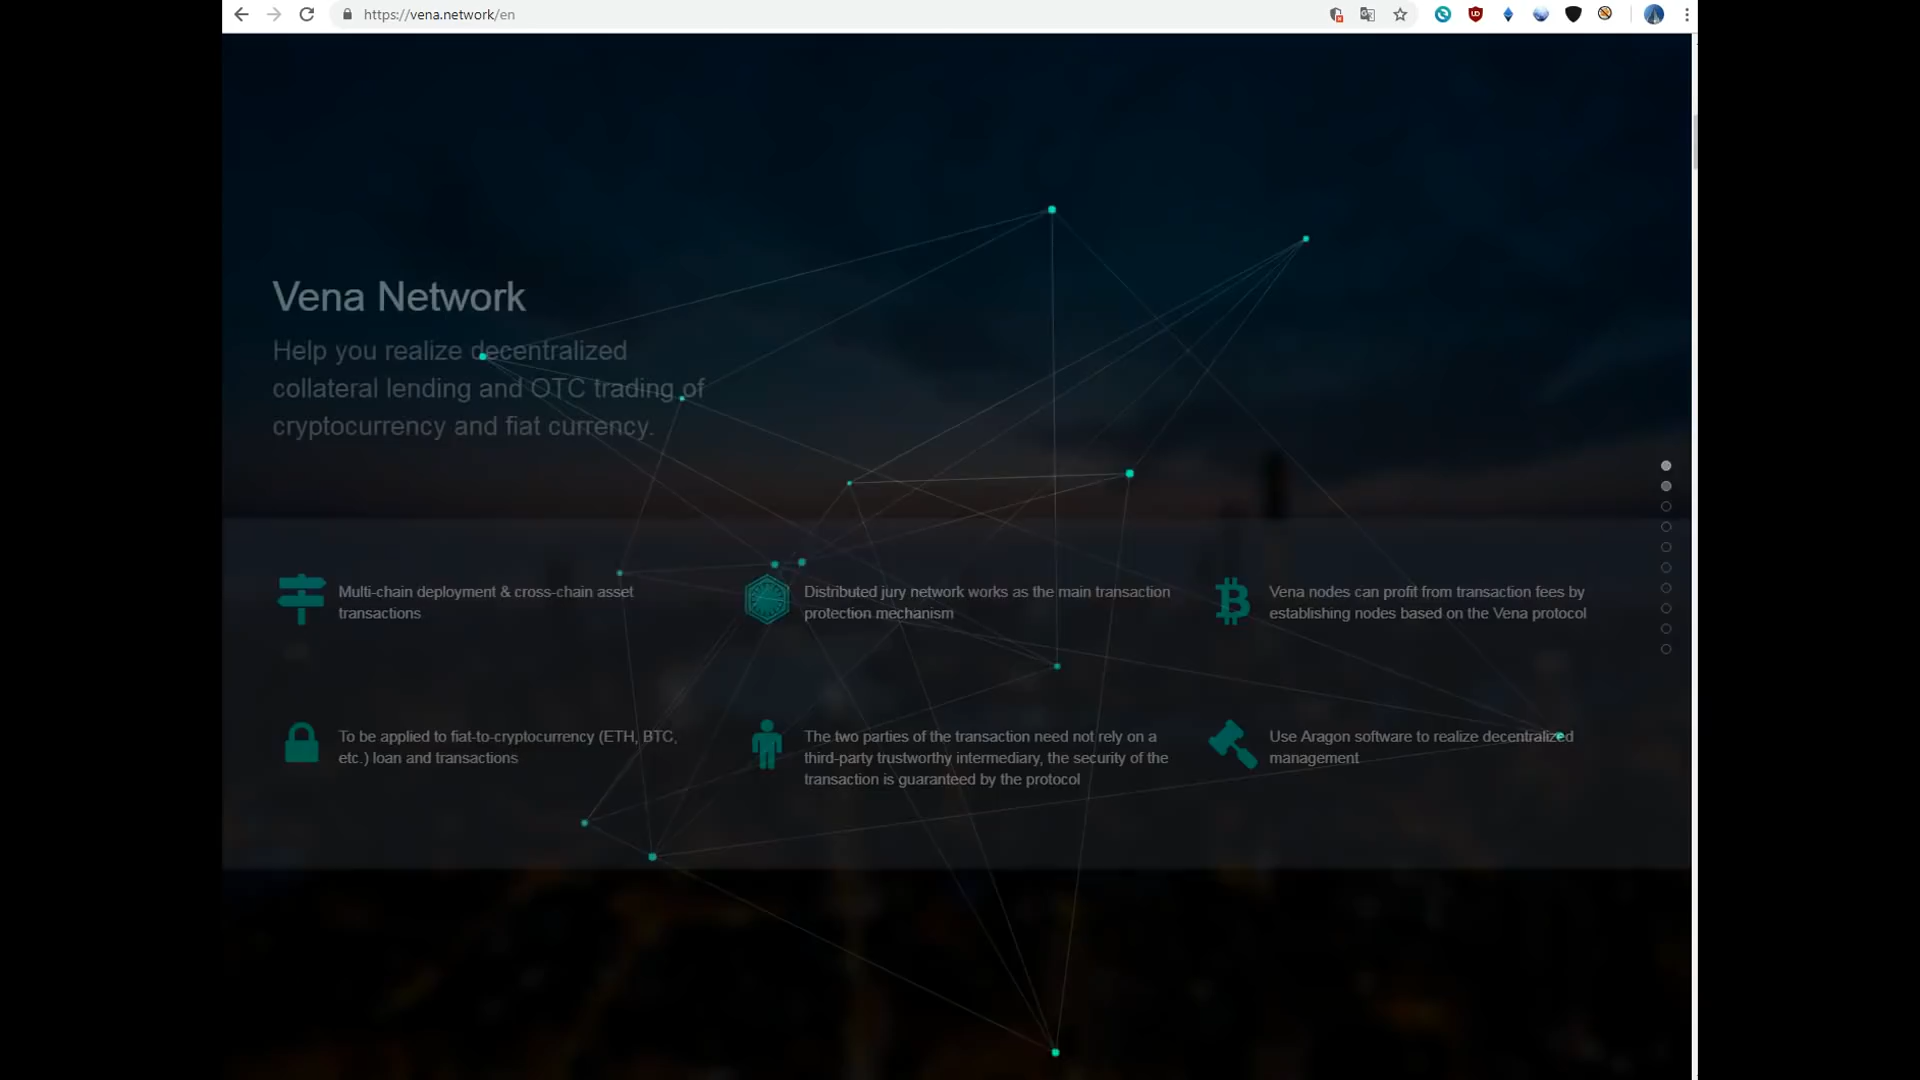 https://vena.network/en
Vena Network
Help you realize decentralized
collateral lending and OTC trading of
cryptocurrency and fiat currency.
Multi-chain deployment & cross-chain asset
transactions
Distributed jury network works as the main transaction
protection mechanism
Vena nodes can profit from transaction fees by
establishing nodes based on the Vena protocol
To be applied to fiat-to-cryptocurrency (ETH, BTC,
etc.) loan and transactions
The two parties of the transaction need not rely on a
third-party trustworthy intermediary, the security of the
transaction is guaranteed by the protocol
Use Aragon software to realize decentralized
management